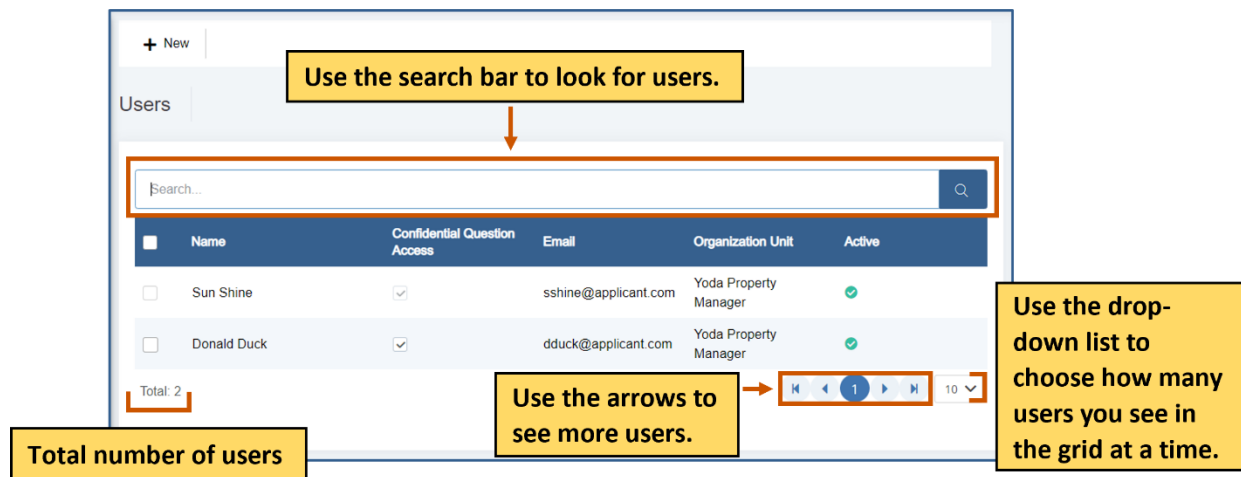 + New
Use the search bar to look for users.
Users
Search...
Name Confidential Question Access Email Organization Unit Active
Sun Shine sshine@applicant.com Yoda Property Manager
Donald Duck dduck@applicant.com Yoda Property Manager
Total: 2
1
10
Use the arrows to
see more users.
Use the drop-
down list to
choose how many
users you see in
the grid at a time.
Total number of users